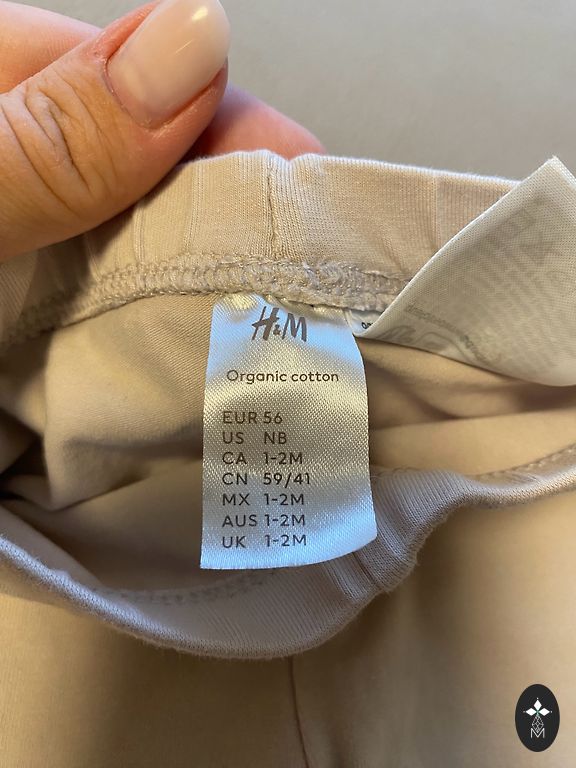 H&M
Organic cotton
EUR 56
US NB
CA 1-2M
CN 59/41
MX 1-2M
AUS 1-2M
UK 1-2M
M